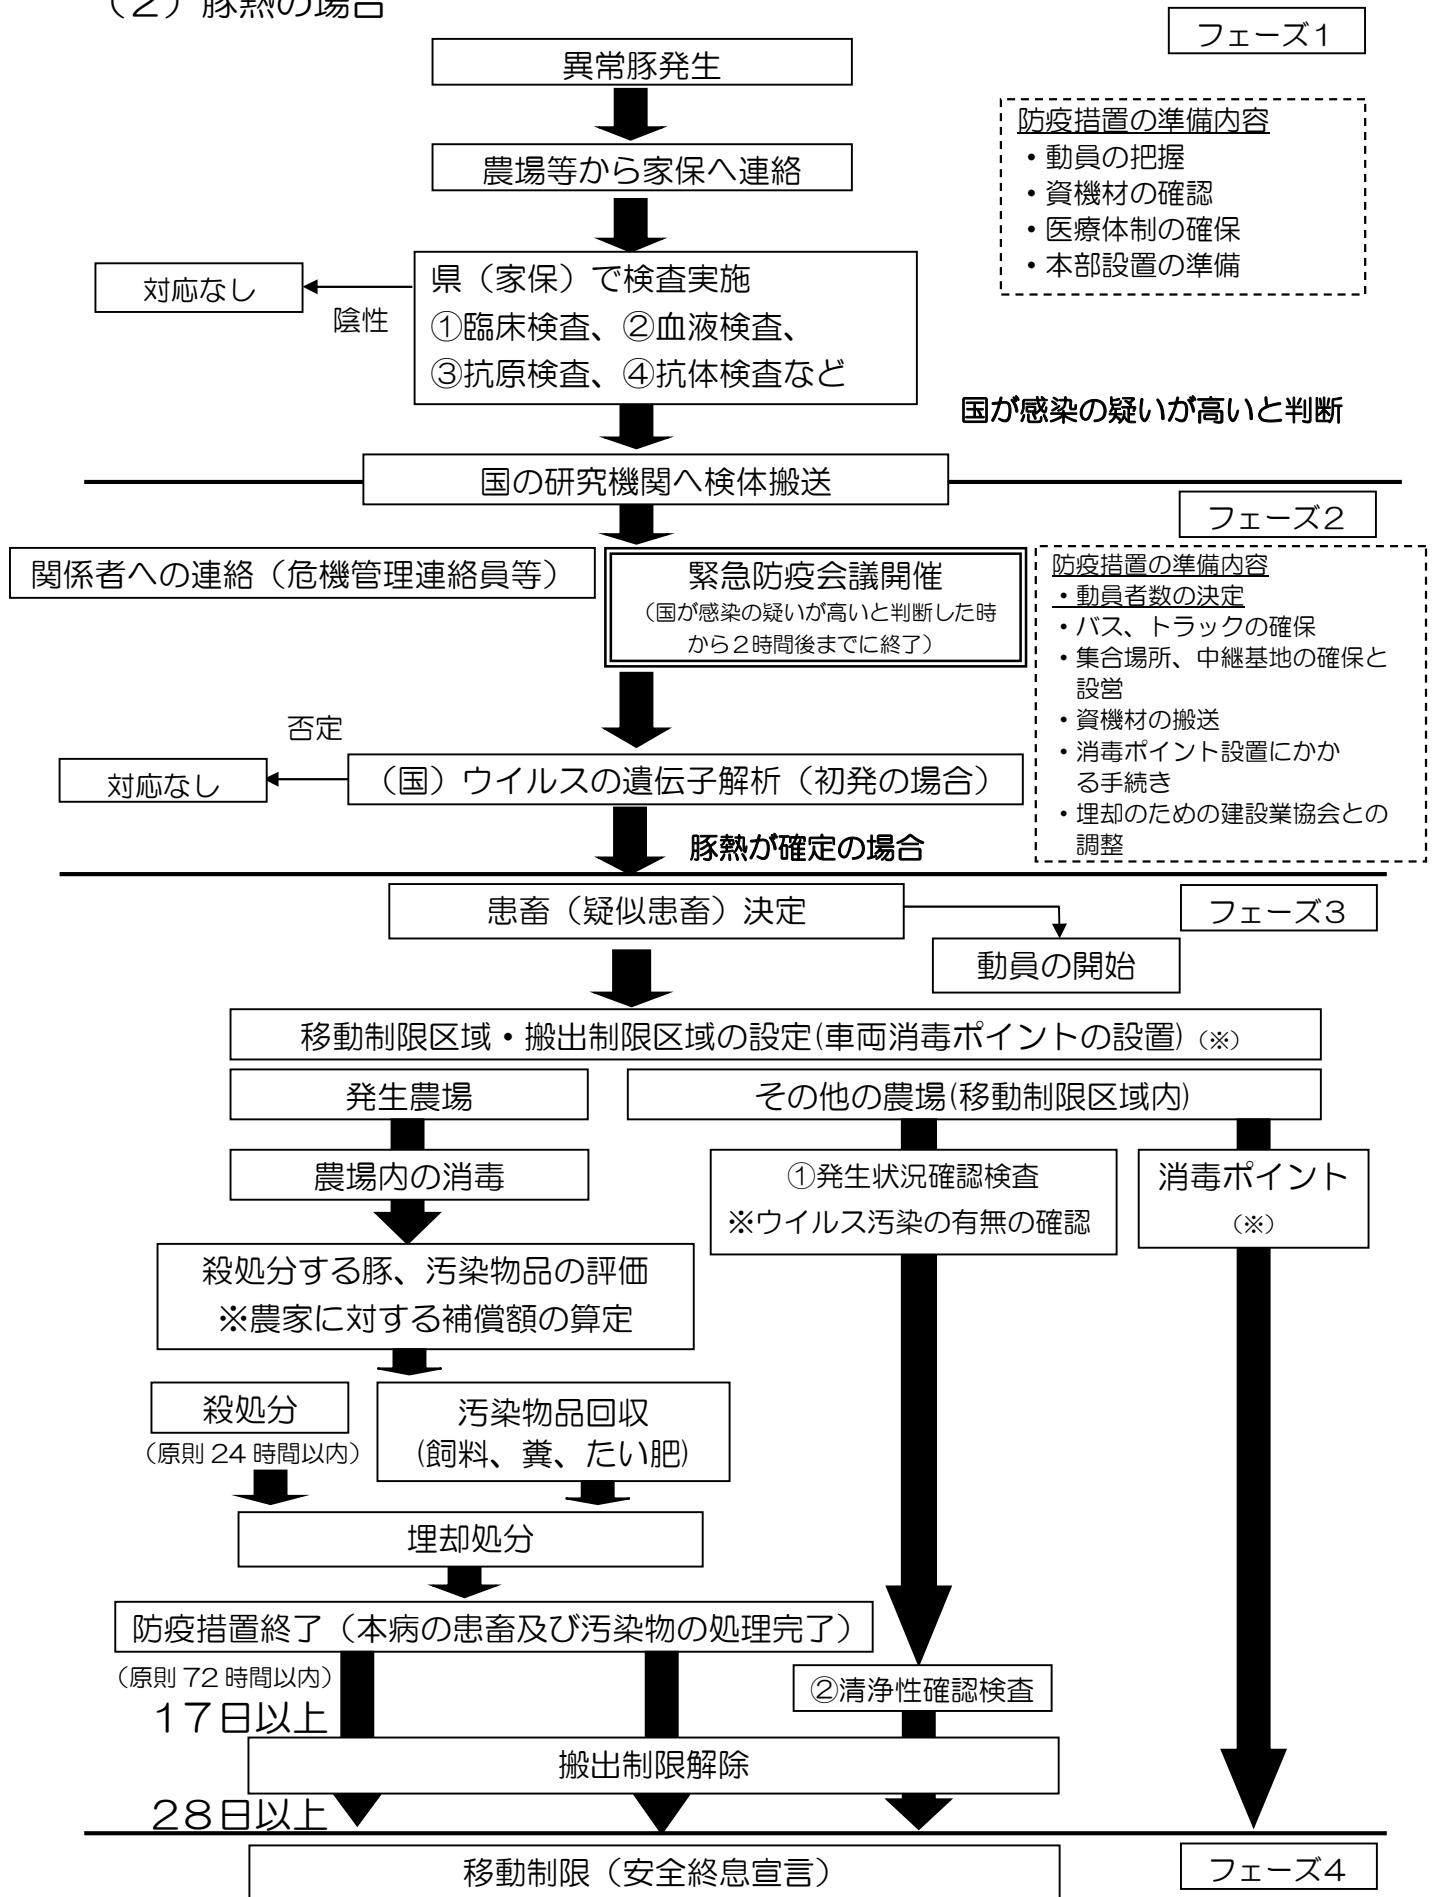 （２）豚熱の場合
フェーズ１
異常豚発生
防疫措置の準備内容
・動員の把握
・資機材の確認
・医療体制の確保
・本部設置の準備
農場等から家保へ連絡
対応なし
陰性
県（家保）で検査実施
①臨床検査、②血液検査、
③抗原検査、④抗体検査など
国が感染の疑いが高いと判断
国の研究機関へ検体搬送
フェーズ２
関係者への連絡（危機管理連絡員等）
緊急防疫会議開催
（国が感染の疑いが高いと判断した時
から２時間後までに終了）
防疫措置の準備内容
・動員者数の決定
・バス、トラックの確保
・集合場所、中継基地の確保と
設営
・資機材の搬送
・消毒ポイント設置にかか
る手続き
・埋却のための建設業協会との
調整
否定
対応なし
（国）ウイルスの遺伝子解析（初発の場合）
豚熱が確定の場合
患畜（疑似患畜）決定
フェーズ３
動員の開始
移動制限区域・搬出制限区域の設定(車両消毒ポイントの設置)（※）
発生農場
その他の農場(移動制限区域内)
農場内の消毒
①発生状況確認検査
※ウイルス汚染の有無の確認
消毒ポイント
（※）
殺処分する豚、汚染物品の評価
※農家に対する補償額の算定
殺処分
（原則 24 時間以内）
汚染物品回収
(飼料、糞、たい肥)
埋却処分
防疫措置終了（本病の患畜及び汚染物の処理完了）
（原則 72 時間以内）
１７日以上
②清浄性確認検査
搬出制限解除
２８日以上
移動制限（安全終息宣言）
フェーズ４